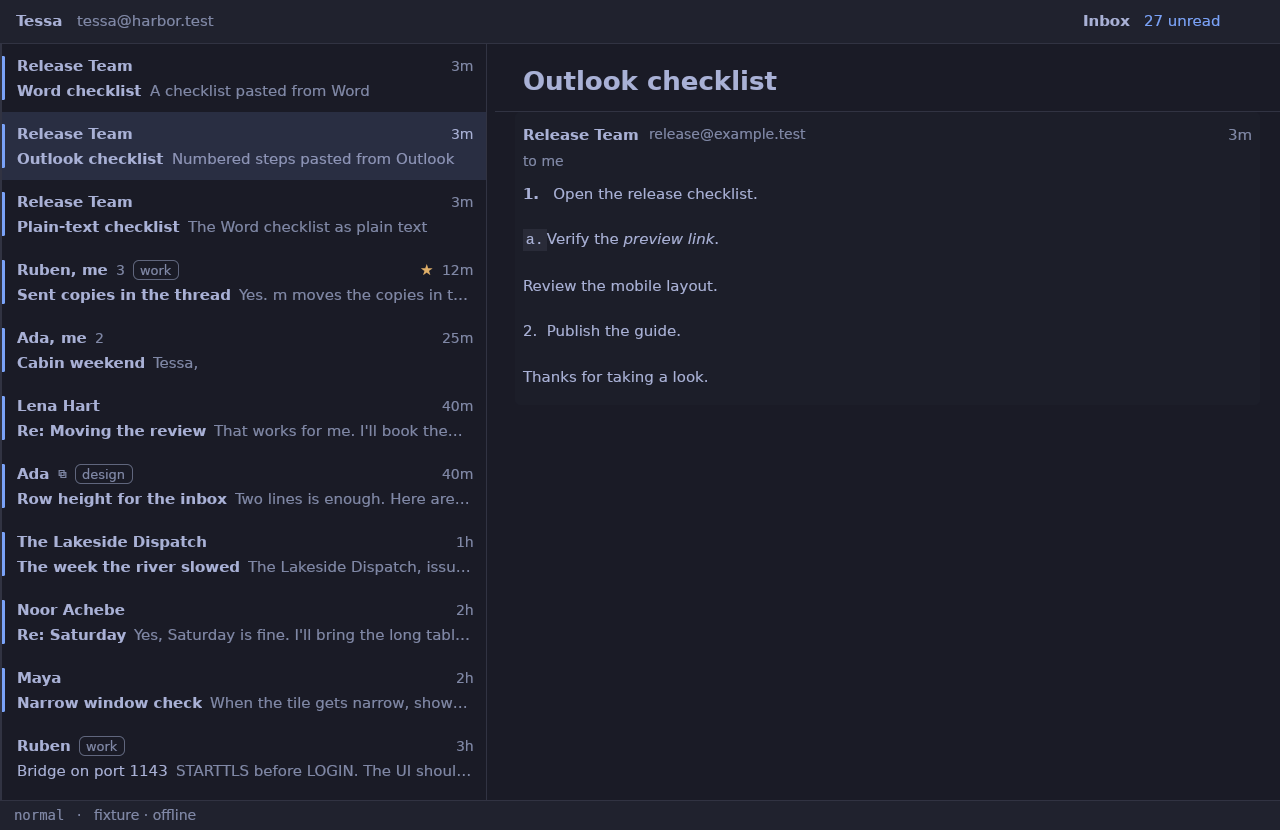 Tessa tessa@harbor.test
Inbox 27 unread
Release Team 3m
Word checklist A checklist pasted from Word
Release Team 3m
Outlook checklist Numbered steps pasted from Outlook
Release Team 3m
Plain-text checklist The Word checklist as plain text
Ruben, me 3 work ★ 12m
Sent copies in the thread Yes. m moves the copies in t…
Ada, me 2 25m
Cabin weekend Tessa,
Lena Hart 40m
Re: Moving the review That works for me. I'll book the…
Ada ⧉ design 40m
Row height for the inbox Two lines is enough. Here are…
The Lakeside Dispatch 1h
The week the river slowed The Lakeside Dispatch, issu…
Noor Achebe 2h
Re: Saturday Yes, Saturday is fine. I'll bring the long tabl…
Maya 2h
Narrow window check When the tile gets narrow, show…
Ruben work 3h
Bridge on port 1143 STARTTLS before LOGIN. The UI shoul…
Outlook checklist
Release Team release@example.test 3m
to me
1. Open the release checklist.
a. Verify the preview link.
Review the mobile layout.
2. Publish the guide.
Thanks for taking a look.
normal · fixture · offline